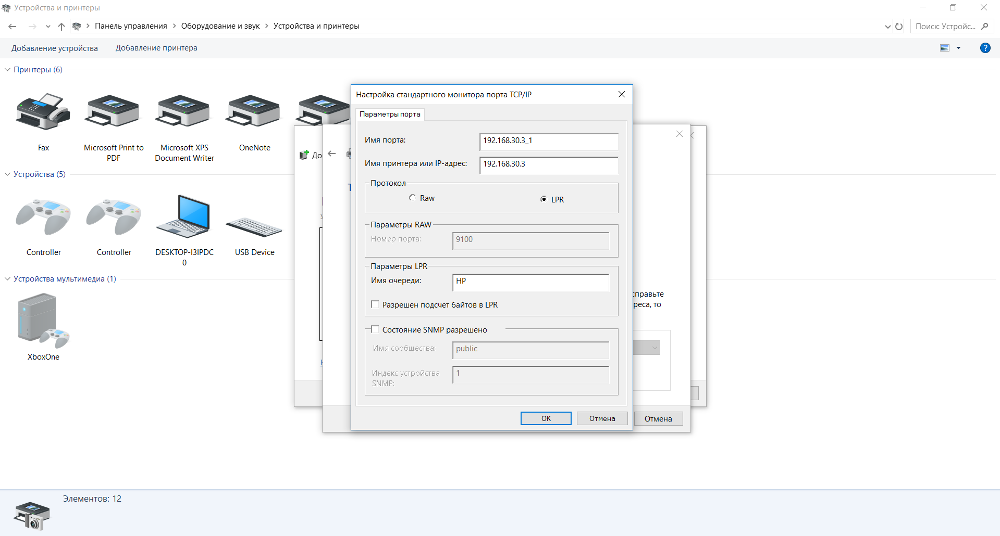 Устройства и принтеры
Панель управления
Оборудование и звук
Устройства и принтеры
Поиск: Устройс...
Добавление устройства
Добавление принтера
Принтеры (6)
Fax
Microsoft Print to
PDF
Microsoft XPS
Document Writer
OneNote
Устройства (5)
Controller
Controller
DESKTOP-I3IPDC
0
USB Device
Устройства мультимедиа (1)
XboxOne
До
Настройка стандартного монитора порта TCP/IP
Параметры порта
Имя порта:
192.168.30.3_1
Имя принтера или IP-адрес:
192.168.30.3
Протокол
Raw
LPR
Параметры RAW
Номер порта:
9100
Параметры LPR
Имя очереди:
HP
Разрешен подсчет байтов в LPR
Состояние SNMP разрешено
Имя сообщества:
public
Индекс устройства
SNMP:
1
OK
Отмена
справьте
реса, то
Отмена
Элементов: 12